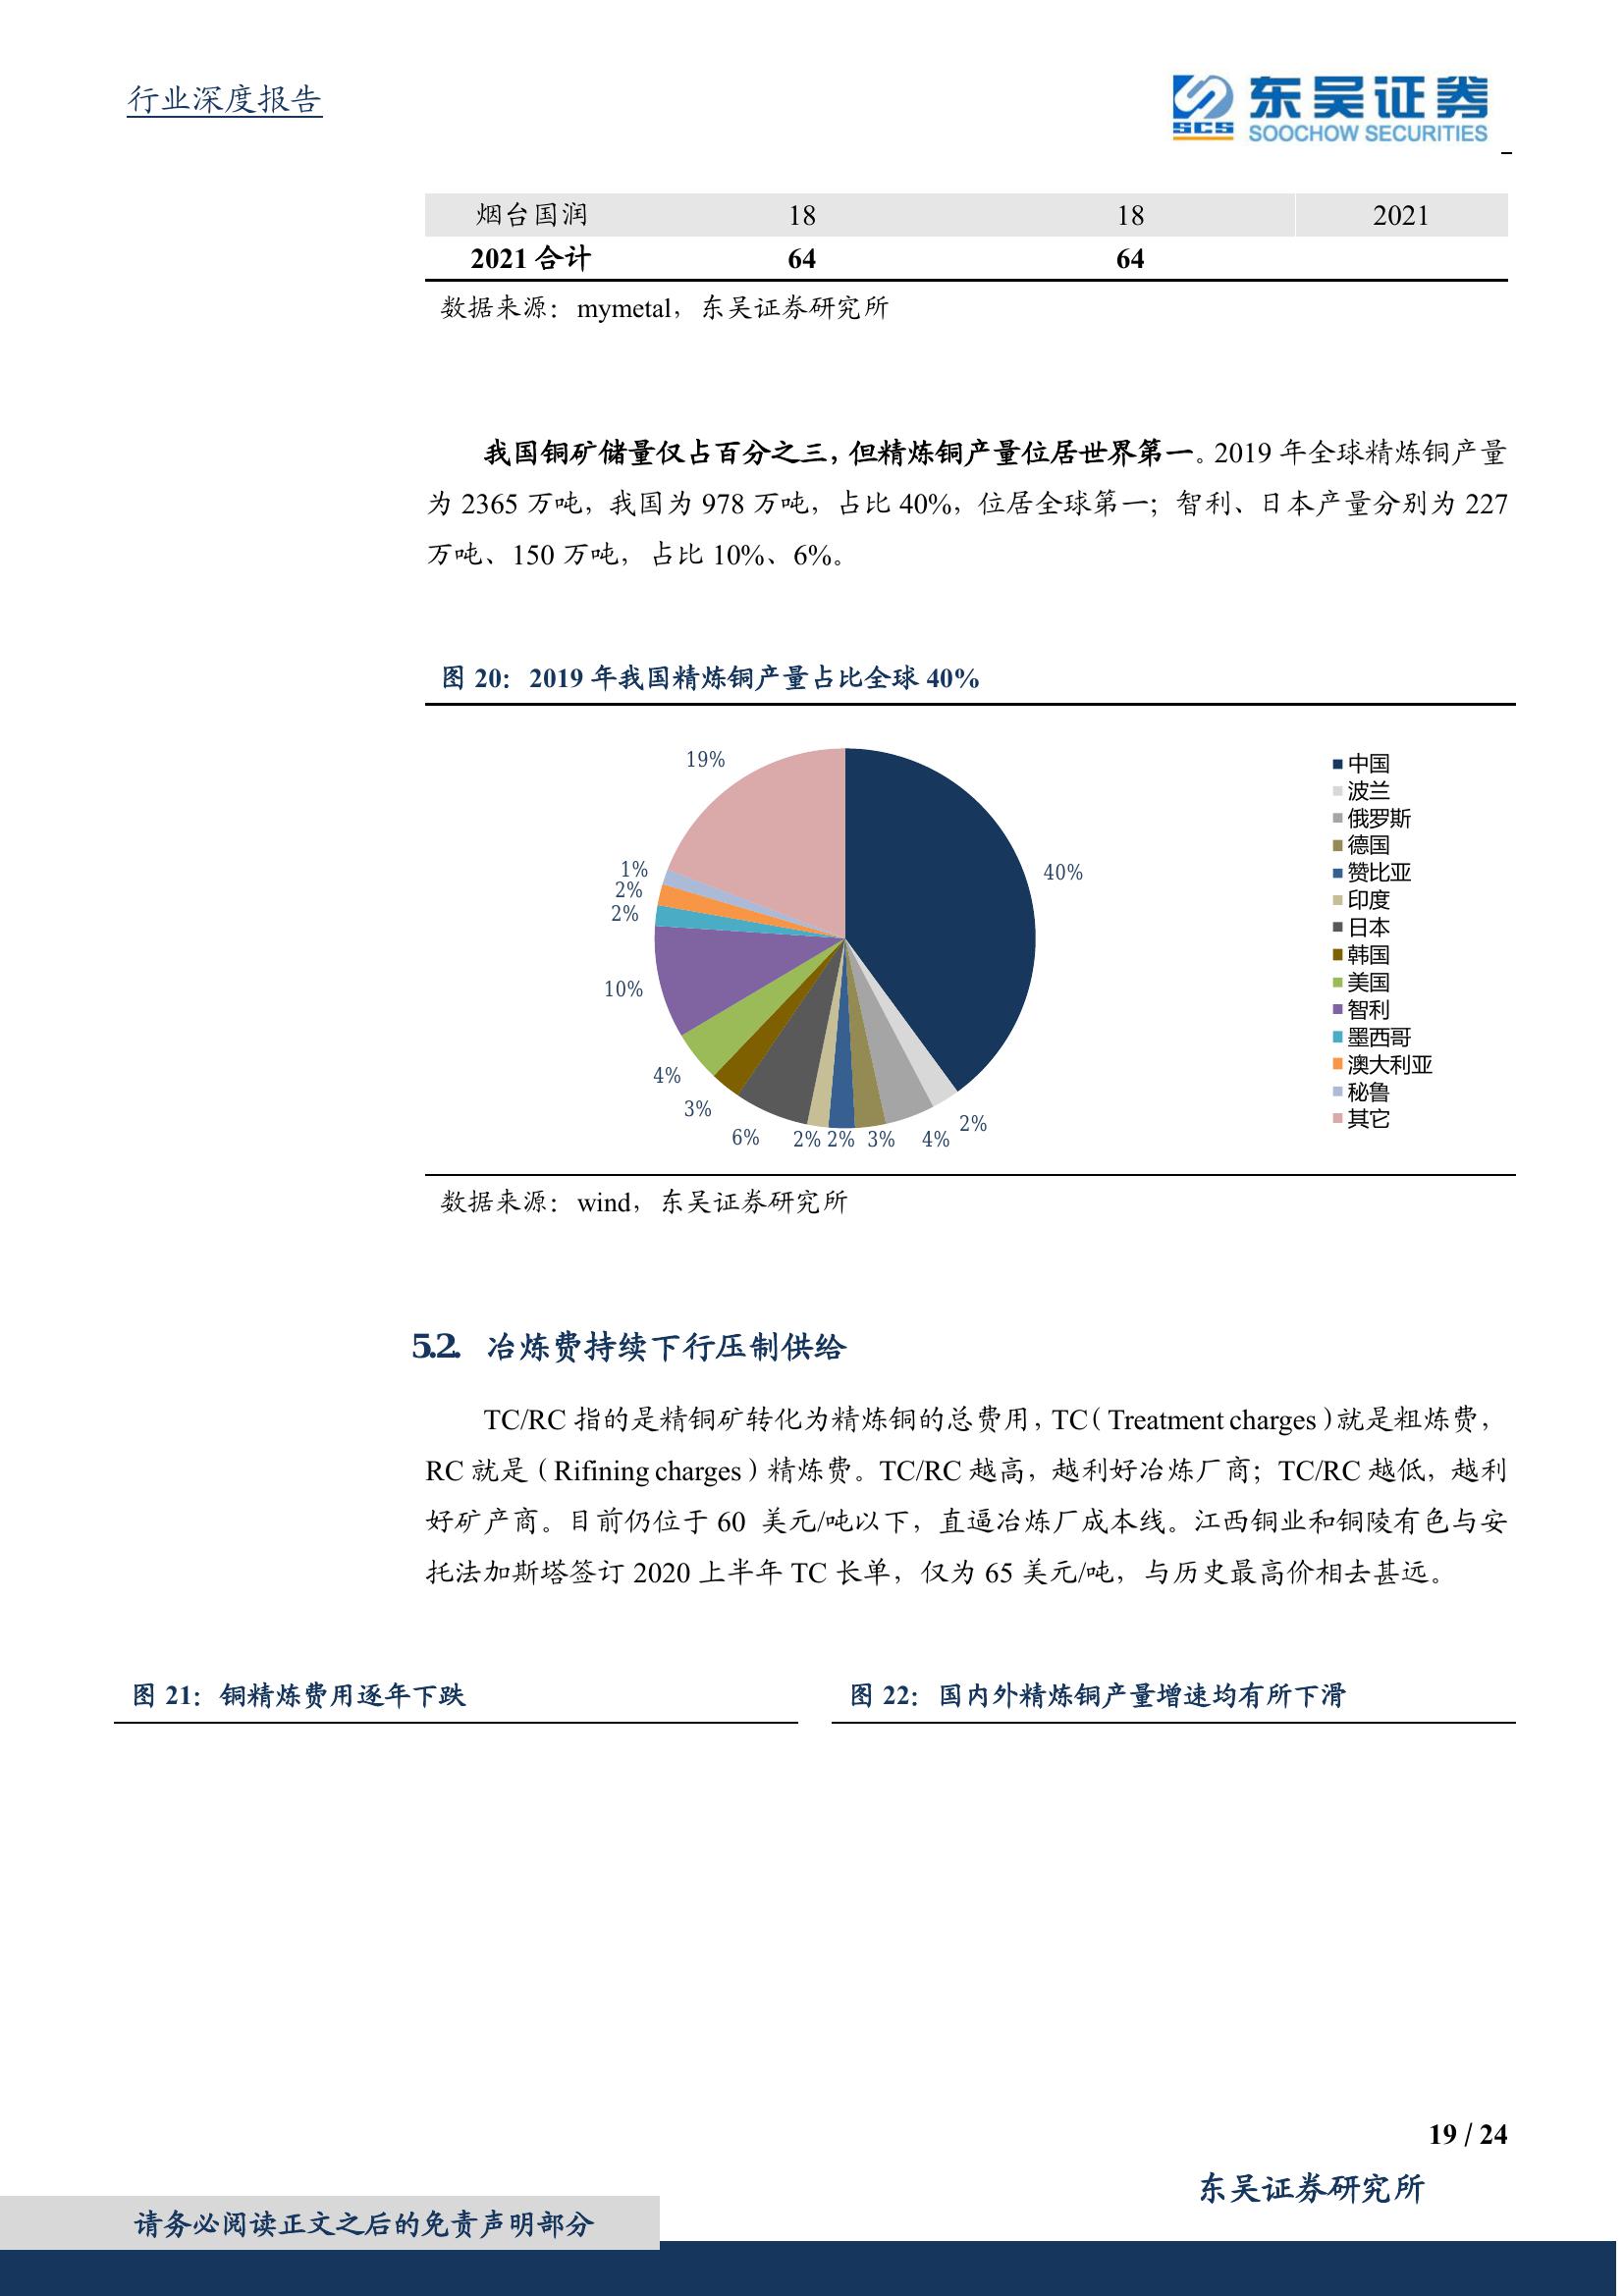 行业深度报告
SCS 东吴证券
SOOCHOW SECURITIES
烟台国润 18 18 2021
2021 合计 64 64
数据来源：mymetal，东吴证券研究所
我国铜矿储量仅占百分之三，但精炼铜产量位居世界第一。2019 年全球精炼铜产量
为 2365 万吨，我国为 978 万吨，占比 40%，位居全球第一；智利、日本产量分别为 227
万吨、150 万吨，占比 10%、6%。
图 20：2019 年我国精炼铜产量占比全球 40%
19%
1%
2%
2%
10%
4%
3%
6%
2% 2% 3% 4% 2%
40%
中国
波兰
俄罗斯
德国
赞比亚
印度
日本
韩国
美国
智利
墨西哥
澳大利亚
秘鲁
其它
数据来源：wind，东吴证券研究所
5.2. 冶炼费持续下行压制供给
TC/RC 指的是精铜矿转化为精炼铜的总费用，TC（Treatment charges）就是粗炼费，
RC 就是（Rifining charges）精炼费。TC/RC 越高，越利好冶炼厂商；TC/RC 越低，越利
好矿产商。目前仍位于 60 美元/吨以下，直逼冶炼厂成本线。江西铜业和铜陵有色与安
托法加斯塔签订 2020 上半年 TC 长单，仅为 65 美元/吨，与历史最高价相去甚远。
图 21：铜精炼费用逐年下跌
图 22：国内外精炼铜产量增速均有所下滑
19 / 24
东吴证券研究所
请务必阅读正文之后的免责声明部分